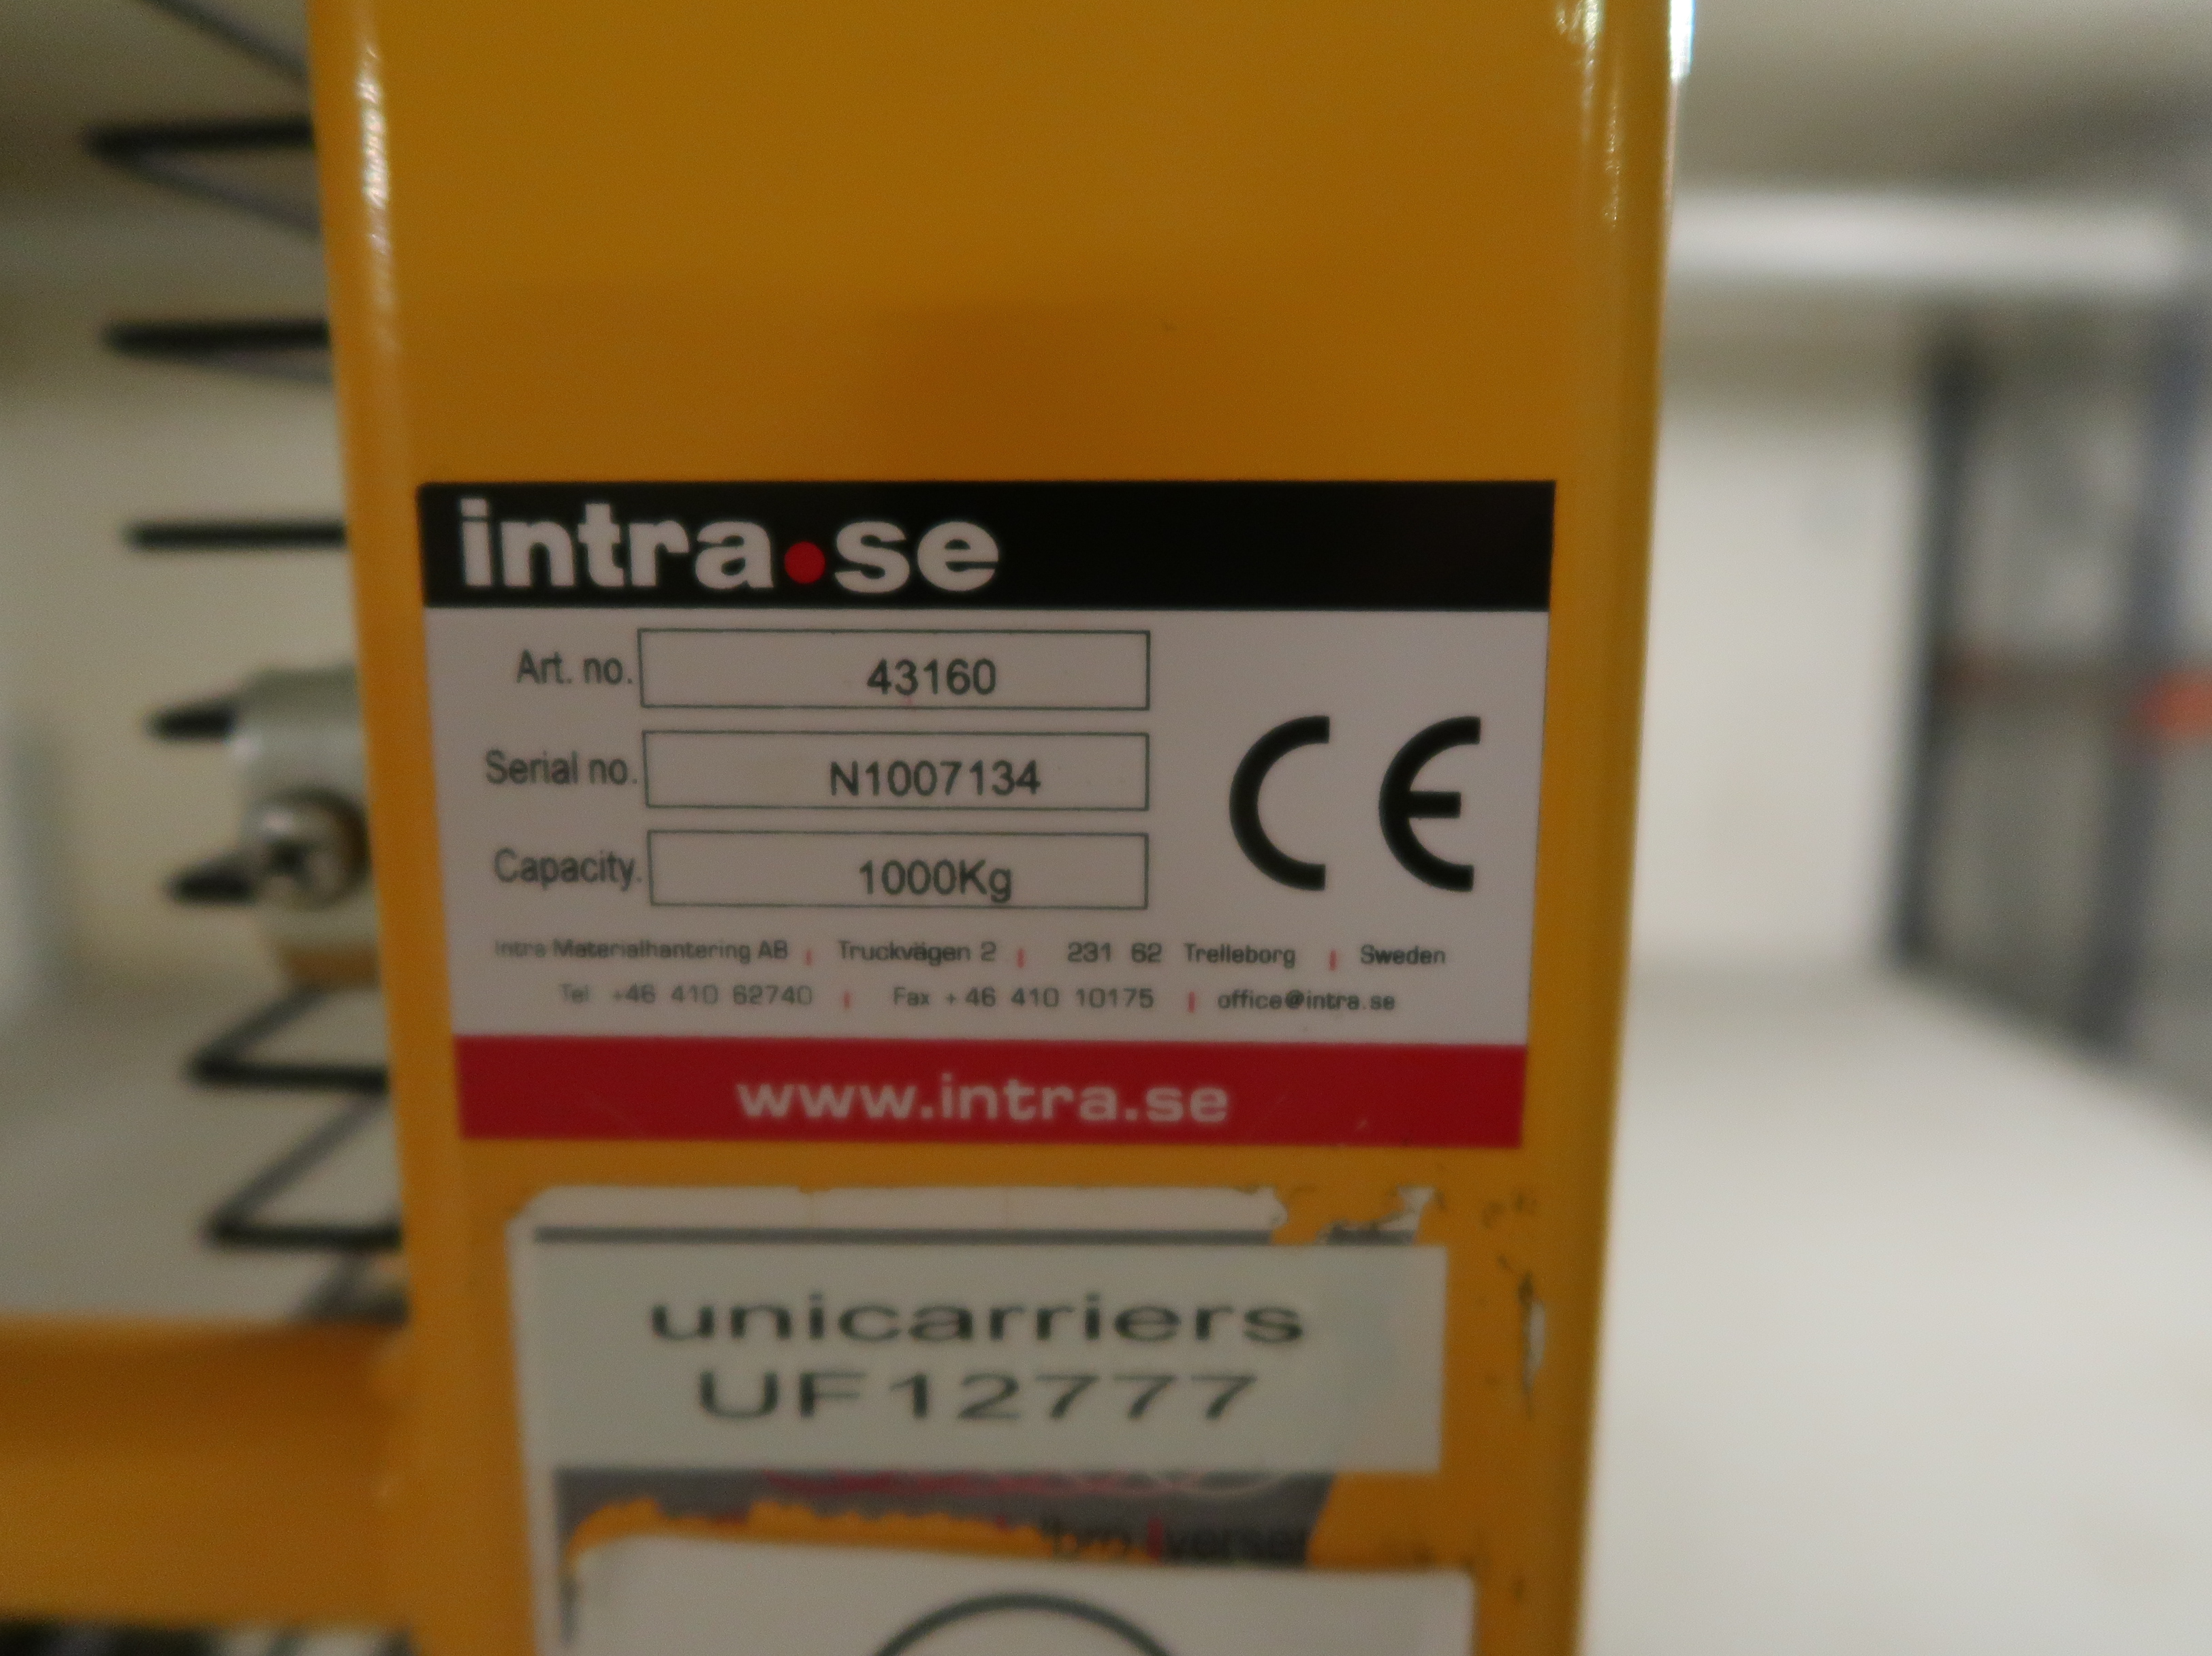 intra.se
Art. no. 43160
Serial no. N1007134
Capacity. 1000Kg
CE
Intra Materialhantering AB | Truckvägen 2 | 231 62 Trelleborg | Sweden
Tel +46 410 62740 | Fax +46 410 10175 | office@intra.se
www.intra.se
unicarriers
UF12777